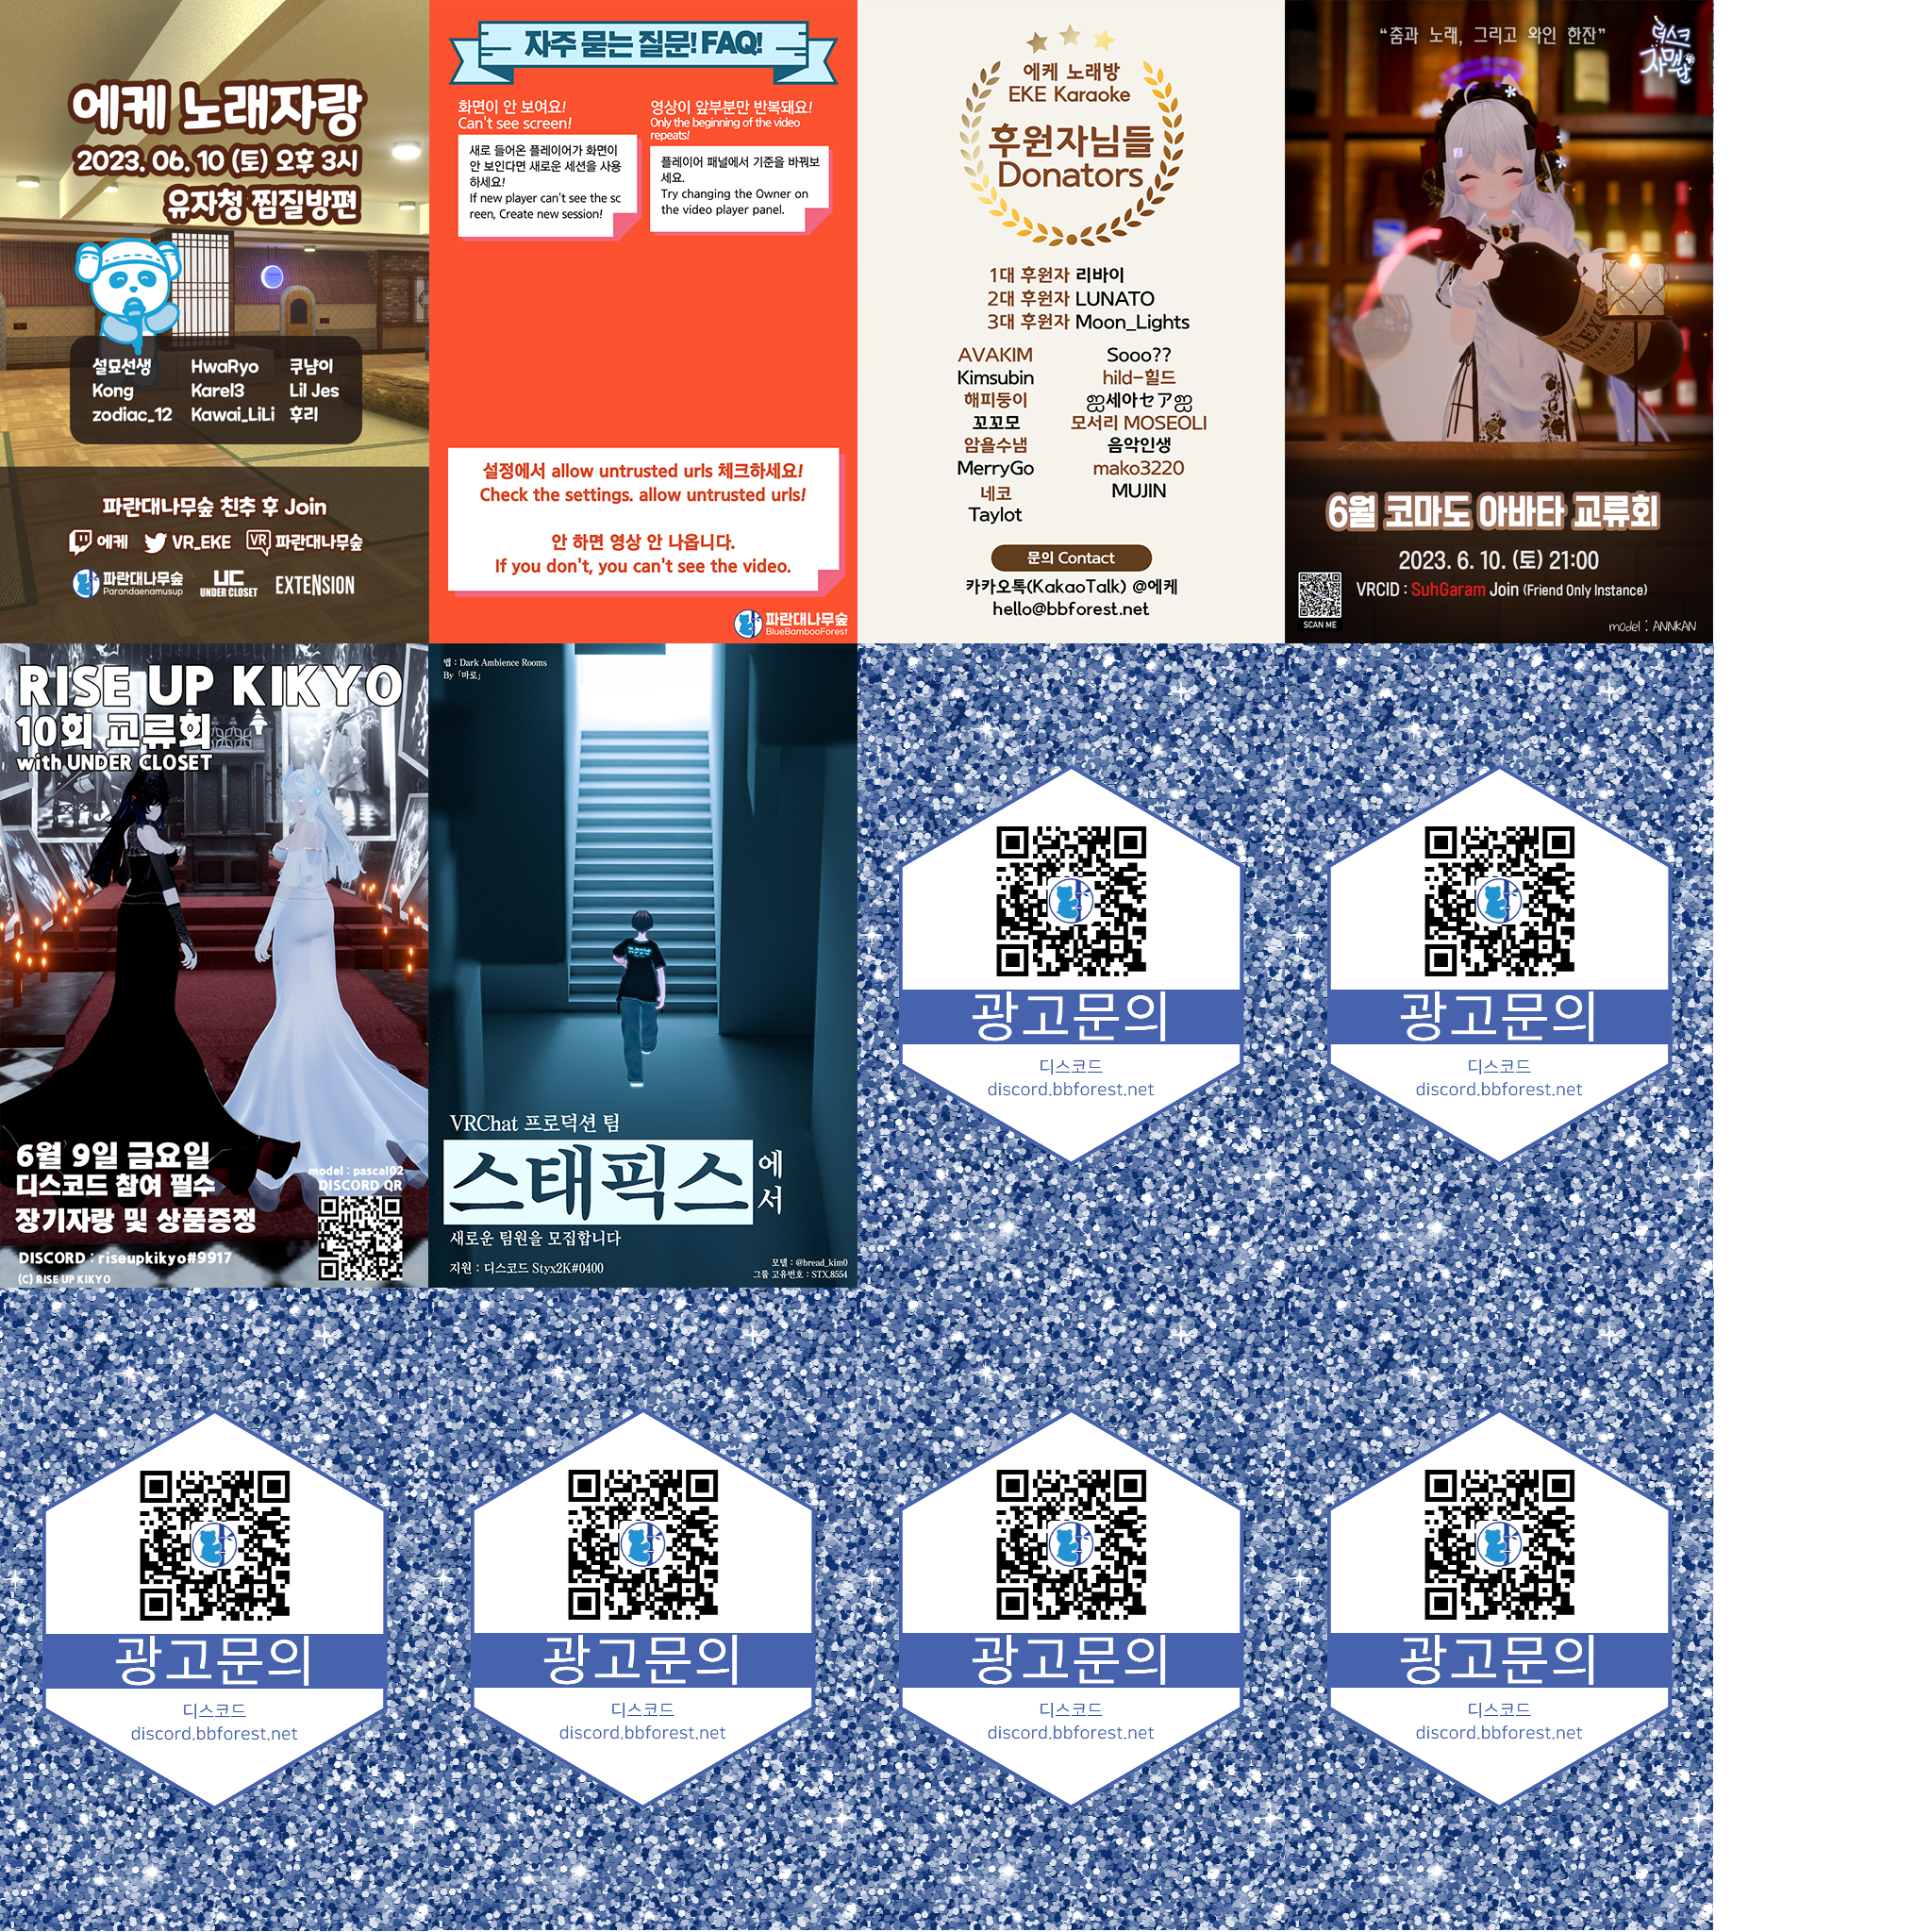 에케 노래자랑
2023. 06. 10 (토) 오후 3시
유자청 찜질방편
설묘선생 HwaRyo 쿠냠이
Kong Karel3 Lil Jes
zodiac_12 Kawai_LiLi 후리
파란대나무숲 친추 후 Join
에케 VR_EKE VR 파란대나무숲
파란대나무숲
Parandaenamusup
UC
UNDER CLOSET
EXTENSION
자주 묻는 질문! FAQ!
화면이 안 보여요!
Can't see screen!
새로 들어온 플레이어가 화면이
안 보인다면 새로운 세션을 사용
하세요!
If new player can't see the sc
reen, Create new session!
영상이 앞부분만 반복돼요!
Only the beginning of the video
repeats!
플레이어 패널에서 기준을 바꿔보
세요.
Try changing the Owner on
the video player panel.
설정에서 allow untrusted urls 체크하세요!
Check the settings. allow untrusted urls!
안 하면 영상 안 나옵니다.
If you don't, you can't see the video.
파란대나무숲
BlueBambooForest
에케 노래방
EKE Karaoke
후원자님들
Donators
1대 후원자 리바이
2대 후원자 LUNATO
3대 후원자 Moon_Lights
AVAKIM Sooo??
Kimsubin hild-힐드
해피둥이 ஐ세아セアஐ
꼬꼬모 모서리 MOSEOLI
암욜수냄 음악인생
MerryGo mako3220
네코 MUJIN
Taylot
문의 Contact
카카오톡(KakaoTalk) @에케
hello@bbforest.net
“춤과 노래, 그리고 와인 한잔”
덕스크
자매단
6월 코마도 아바타 교류회
2023. 6. 10. (토) 21:00
VRCID : SuhGaram Join (Friend Only Instance)
SCAN ME
model : ANNKAN
RISE UP KIKYO
10회 교류회
with UNDER CLOSET
6월 9일 금요일
디스코드 참여 필수
장기자랑 및 상품증정
model : pascal02
DISCORD QR
DISCORD : riseupkikyo#9917
(C) RISE UP KIKYO
맵 : Dark Ambience Rooms
By 「마로」
VRChat 프로덕션 팀
스태픽스에서
새로운 팀원을 모집합니다
지원 : 디스코드 Styx2K#0400
모델 : @bread_kim0
그룹 고유번호 : STX.8554
광고문의
디스코드
discord.bbforest.net
광고문의
디스코드
discord.bbforest.net
광고문의
디스코드
discord.bbforest.net
광고문의
디스코드
discord.bbforest.net
광고문의
디스코드
discord.bbforest.net
광고문의
디스코드
discord.bbforest.net